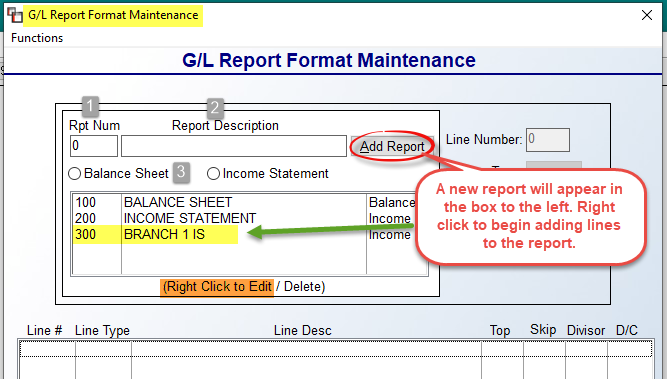 G/L Report Format Maintenance
Functions
G/L Report Format Maintenance
1
2
Rpt Num
Report Description
0
Add Report
Line Number:
0
Balance Sheet
3
Income Statement
100 BALANCE SHEET Balance
200 INCOME STATEMENT Income
300 BRANCH 1 IS Income
(Right Click to Edit / Delete)
A new report will appear in
the box to the left. Right
click to begin adding lines
to the report.
Line # Line Type Line Desc Top Skip Divisor D/C